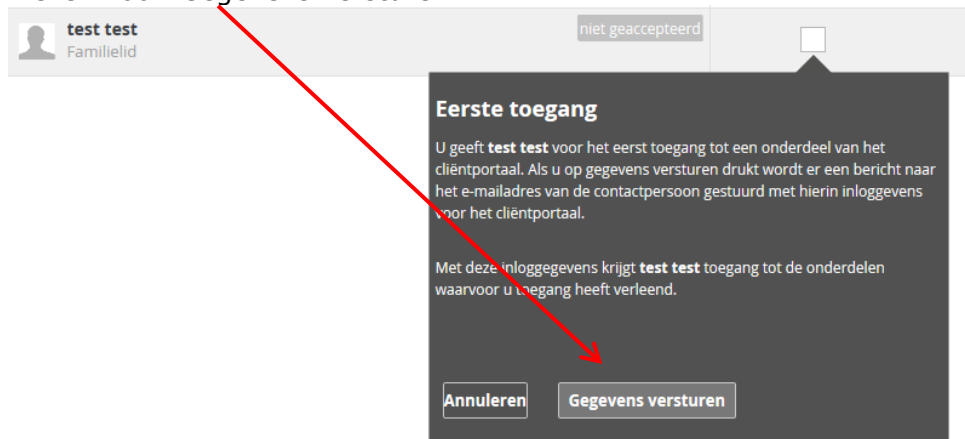 test test
niet geaccepteerd
Familielid
Eerste toegang
U geeft test test voor het eerst toegang tot een onderdeel van het
cliëntportaal. Als u op gegevens versturen drukt wordt er een bericht naar
het e-mailadres van de contactpersoon gestuurd met hierin inloggevens
voor het cliëntportaal.
Met deze inloggegevens krijgt test test toegang tot de onderdelen
waarvoor u toegang heeft verleend.
Annuleren
Gegevens versturen